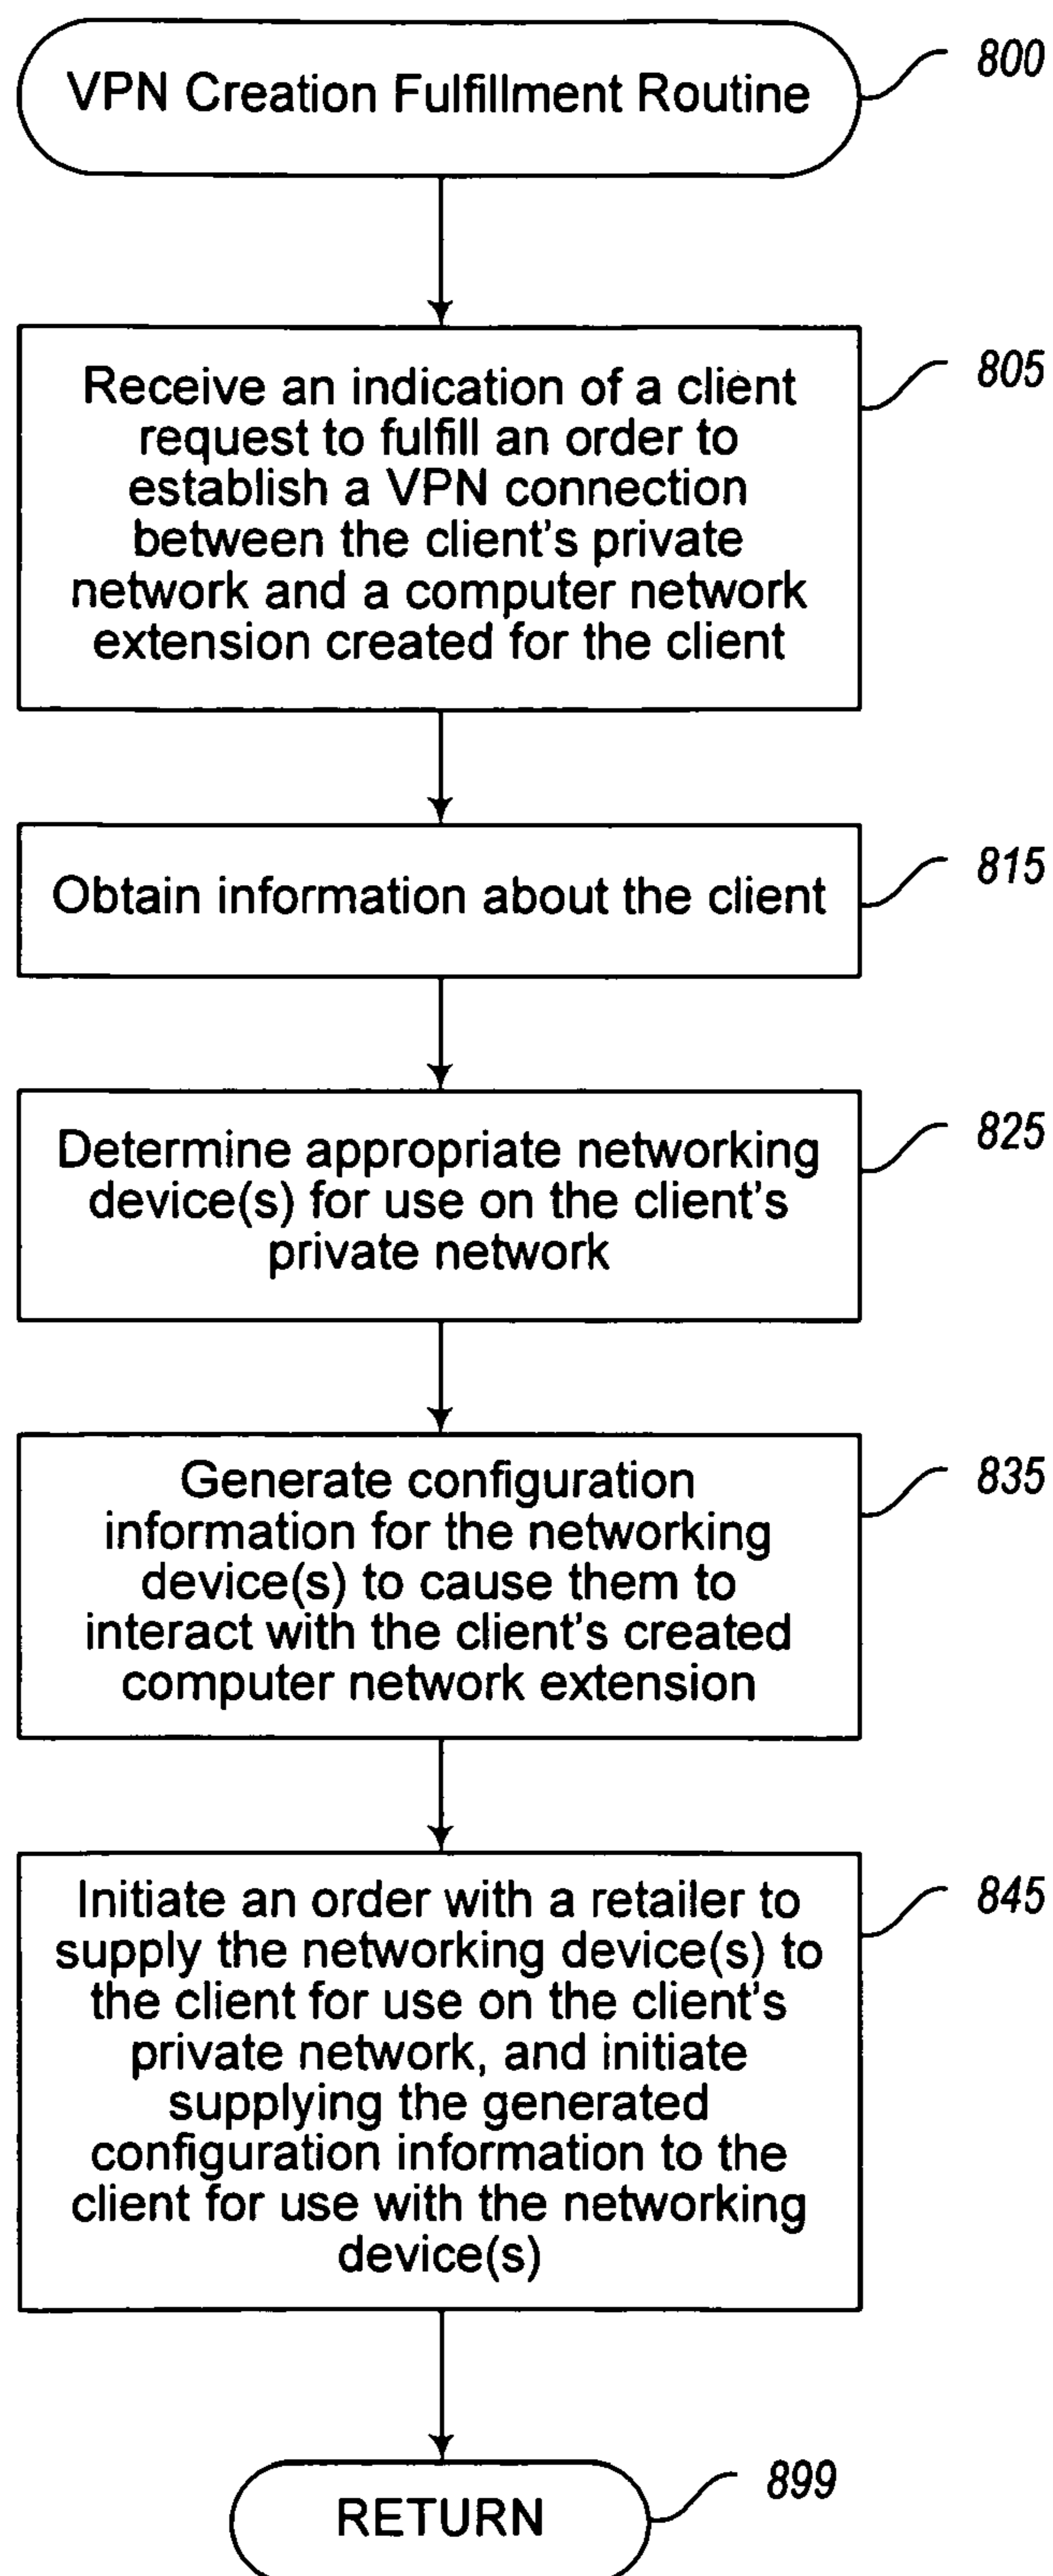 VPN Creation Fulfillment Routine
800
Receive an indication of a client
request to fulfill an order to
establish a VPN connection
between the client's private
network and a computer network
extension created for the client
805
Obtain information about the client
815
Determine appropriate networking
device(s) for use on the client's
private network
825
Generate configuration
information for the networking
device(s) to cause them to
interact with the client's created
computer network extension
835
Initiate an order with a retailer to
supply the networking device(s) to
the client for use on the client's
private network, and initiate
supplying the generated
configuration information to the
client for use with the networking
device(s)
845
RETURN
899